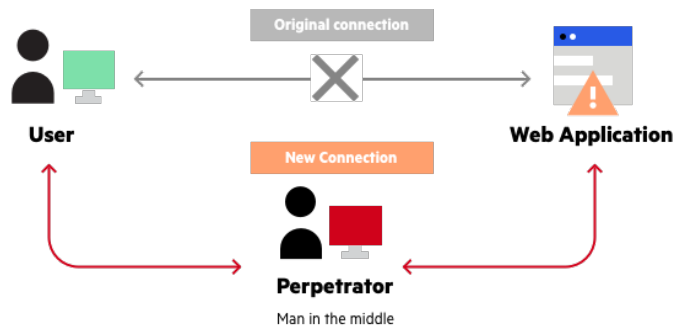 Original connection
User
Web Application
New Connection
Perpetrator
Man in the middle